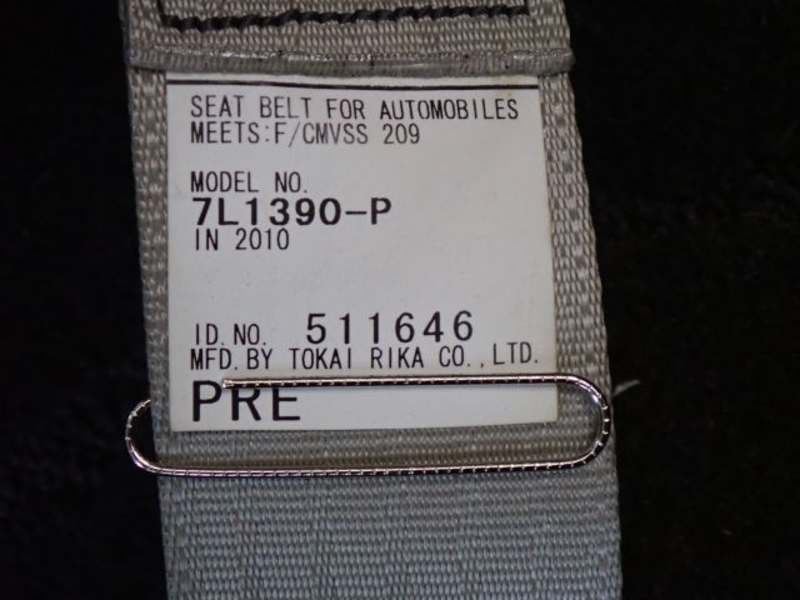 SEAT BELT FOR AUTOMOBILES
MEETS:F/CMVSS 209
MODEL NO.
7L1390-P
IN 2010
ID.NO. 511646
MFD.BY TOKAI RIKA CO.,LTD.
PRE